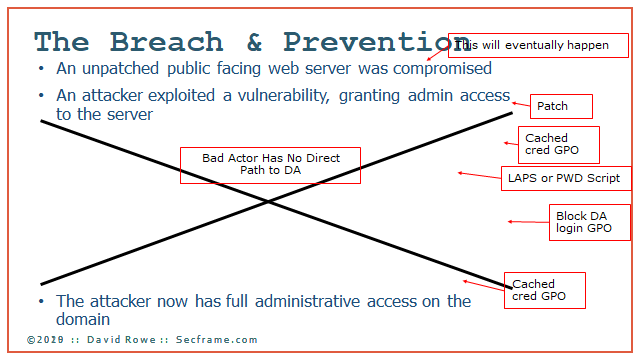 The Breach & Prevention
This will eventually happen
• An unpatched public facing web server was compromised
• An attacker exploited a vulnerability, granting admin access
to the server
Patch
Cached
cred GPO
Bad Actor Has No Direct
Path to DA
LAPS or PWD Script
Block DA
login GPO
Cached
cred GPO
• The attacker now has full administrative access on the
domain
:: David Rowe :: Secframe.com